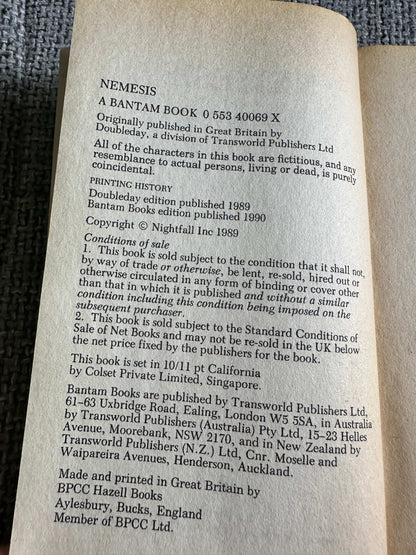 NEMESIS
A BANTAM BOOK 0 553 40069 X
Originally published in Great Britain by
Doubleday, a division of Transworld Publishers Ltd
All of the characters in this book are fictitious, and any
resemblance to actual persons, living or dead, is purely
coincidental.
PRINTING HISTORY
Doubleday edition published 1989
Bantam Books edition published 1990
Copyright © Nightfall Inc 1989
Conditions of sale
1. This book is sold subject to the condition that it shall not,
by way of trade or otherwise, be lent, re-sold, hired out or
otherwise circulated in any form of binding or cover other
than that in which it is published and without a similar
condition including this condition being imposed on the
subsequent purchaser.
2. This book is sold subject to the Standard Conditions of
Sale of Net Books and may not be re-sold in the UK below
the net price fixed by the publishers for the book.
This book is set in 10/11 pt California
by Colset Private Limited, Singapore.
Bantam Books are published by Transworld Publishers Ltd,
61–63 Uxbridge Road, Ealing, London W5 5SA, in Australia
by Transworld Publishers (Australia) Pty Ltd, 15–23 Helles
Avenue, Moorebank, NSW 2170, and in New Zealand by
Transworld Publishers (N.Z.) Ltd, Cnr. Moselle and
Waipareira Avenues, Henderson, Auckland.
Made and printed in Great Britain by
BPCC Hazell Books
Aylesbury, Bucks, England
Member of BPCC Ltd.